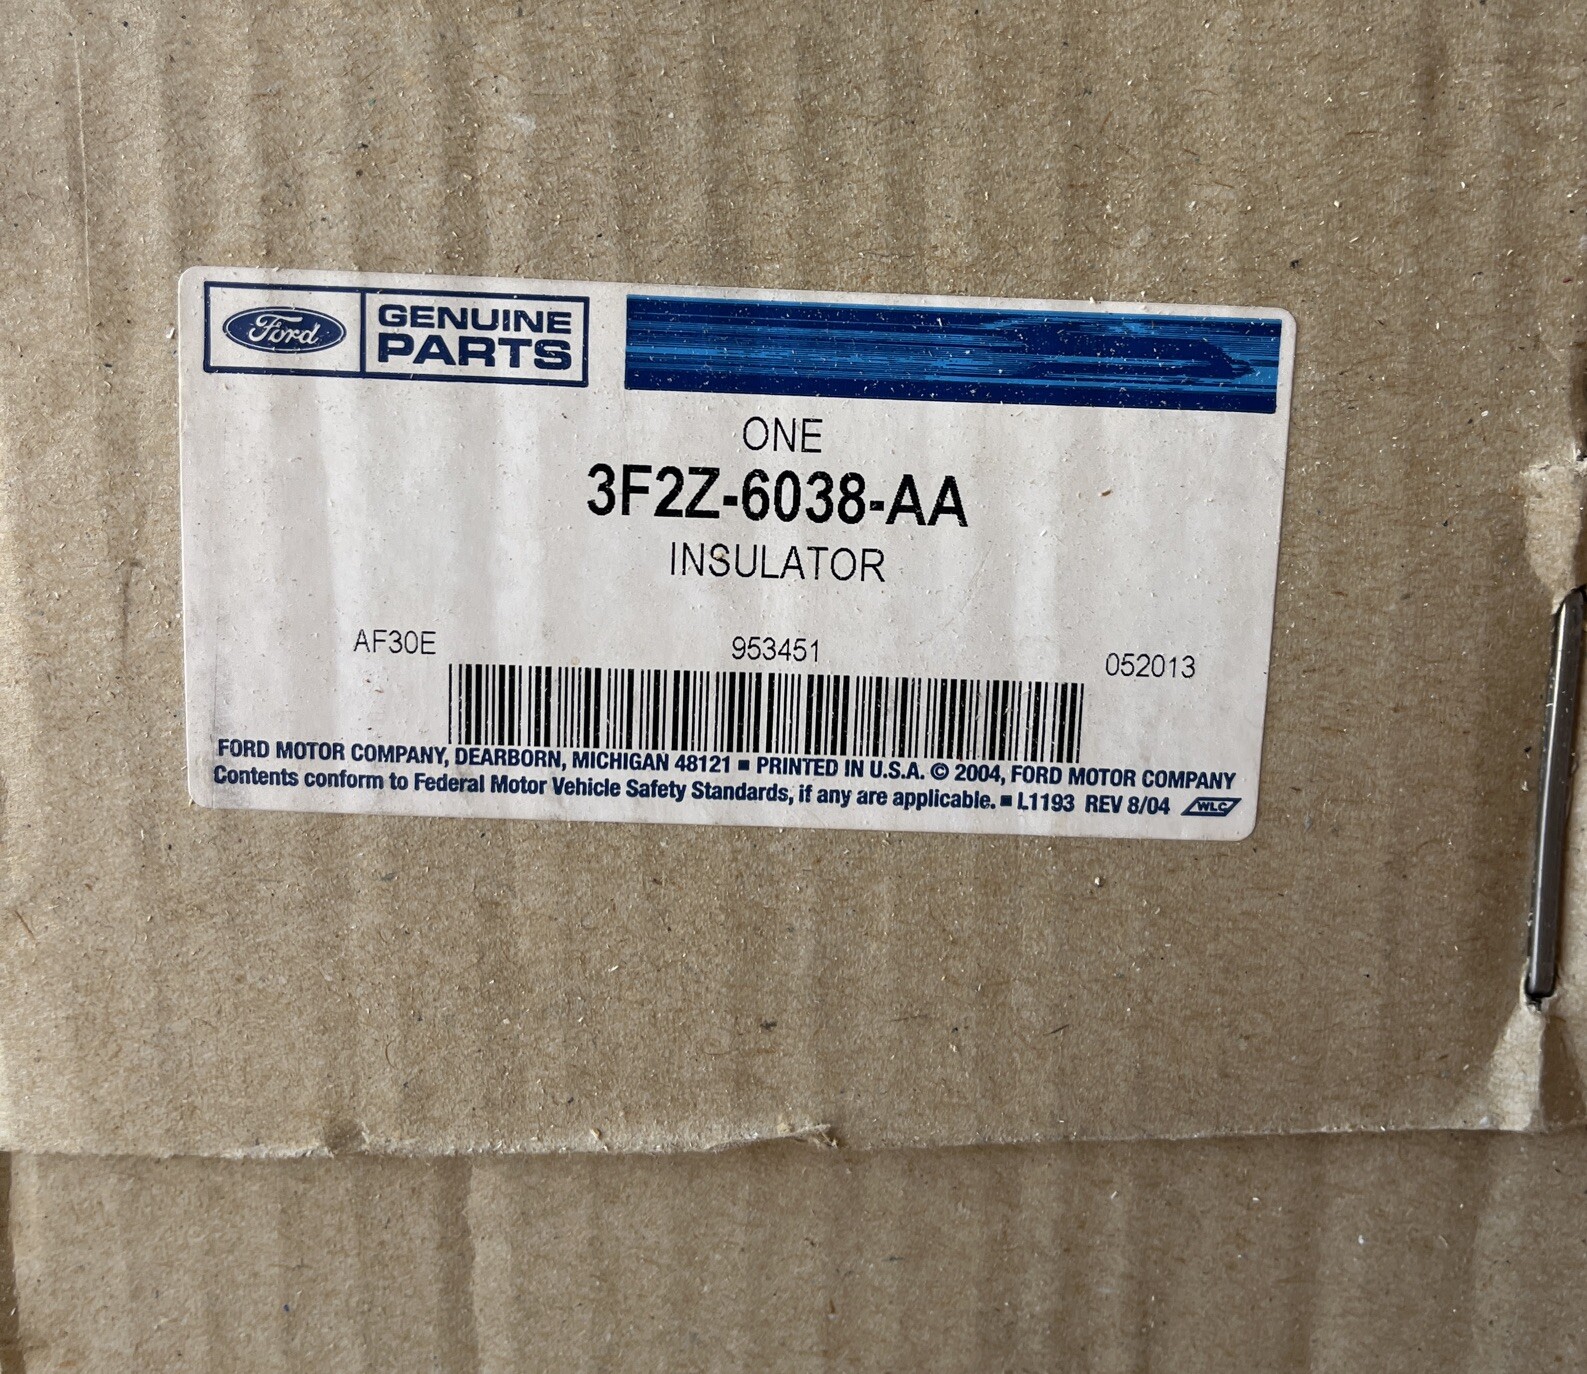 Ford GENUINE PARTS
ONE
3F2Z-6038-AA
INSULATOR
AF30E 953451 052013
FORD MOTOR COMPANY, DEARBORN, MICHIGAN 48121 ■ PRINTED IN U.S.A. © 2004, FORD MOTOR COMPANY
Contents conform to Federal Motor Vehicle Safety Standards, if any are applicable. ■ L1193 REV 8/04 WLC